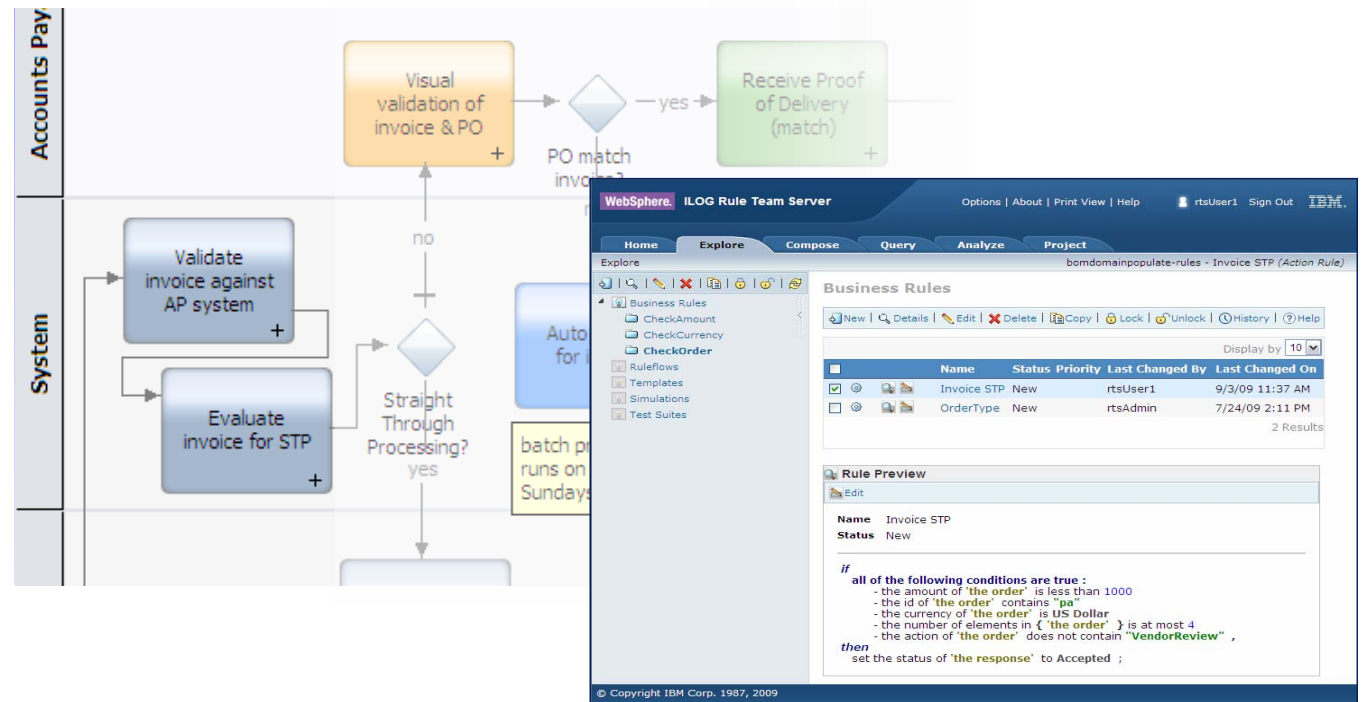 Accounts Pay
Visual
validation of
invoice & PO
+
PO match
invoice?
yes
Receive Proof
of Delivery
(match)
+
System
Validate
invoice against
AP system
+
no
Evaluate
invoice for STP
+
Straight
Through
Processing?
yes
Auto
for i
batch p
runs on
Sundays
WebSphere. ILOG Rule Team Server
Options | About | Print View | Help rtsUser1 Sign Out IBM.
Home Explore Compose Query Analyze Project
Explore bomdomainpopulate-rules - Invoice STP (Action Rule)
Business Rules
CheckAmount
CheckCurrency
CheckOrder
Ruleflows
Templates
Simulations
Test Suites
Business Rules
New | Details | Edit | Delete | Copy | Lock | Unlock | History | Help
Display by 10
Name Status Priority Last Changed By Last Changed On
Invoice STP New rtsUser1 9/3/09 11:37 AM
OrderType New rtsAdmin 7/24/09 2:11 PM
2 Results
Rule Preview
Edit
Name Invoice STP
Status New
if
all of the following conditions are true :
- the amount of 'the order' is less than 1000
- the id of 'the order' contains "pa"
- the currency of 'the order' is US Dollar
- the number of elements in { 'the order' } is at most 4
- the action of 'the order' does not contain "VendorReview" ,
then
set the status of 'the response' to Accepted ;
© Copyright IBM Corp. 1987, 2009